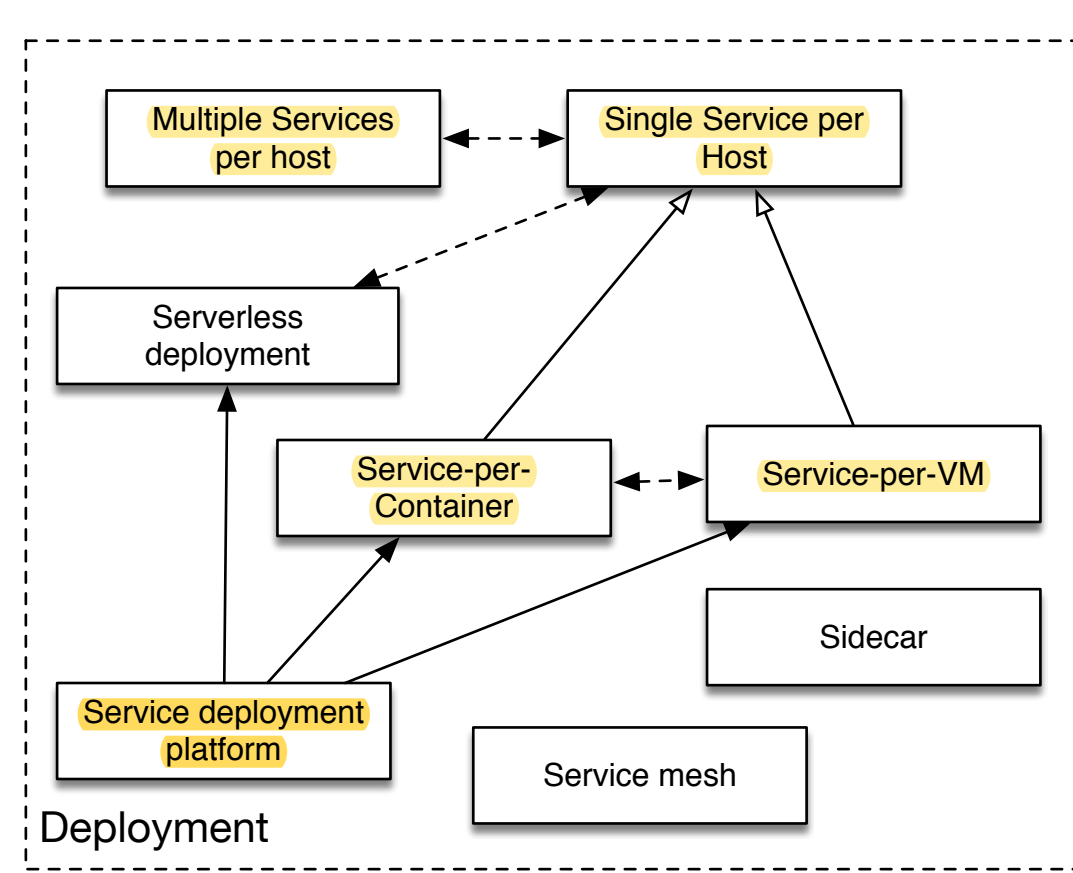 Multiple Services
per host
Single Service per
Host
Serverless
deployment
Service-per-
Container
Service-per-VM
Sidecar
Service deployment
platform
Service mesh
Deployment